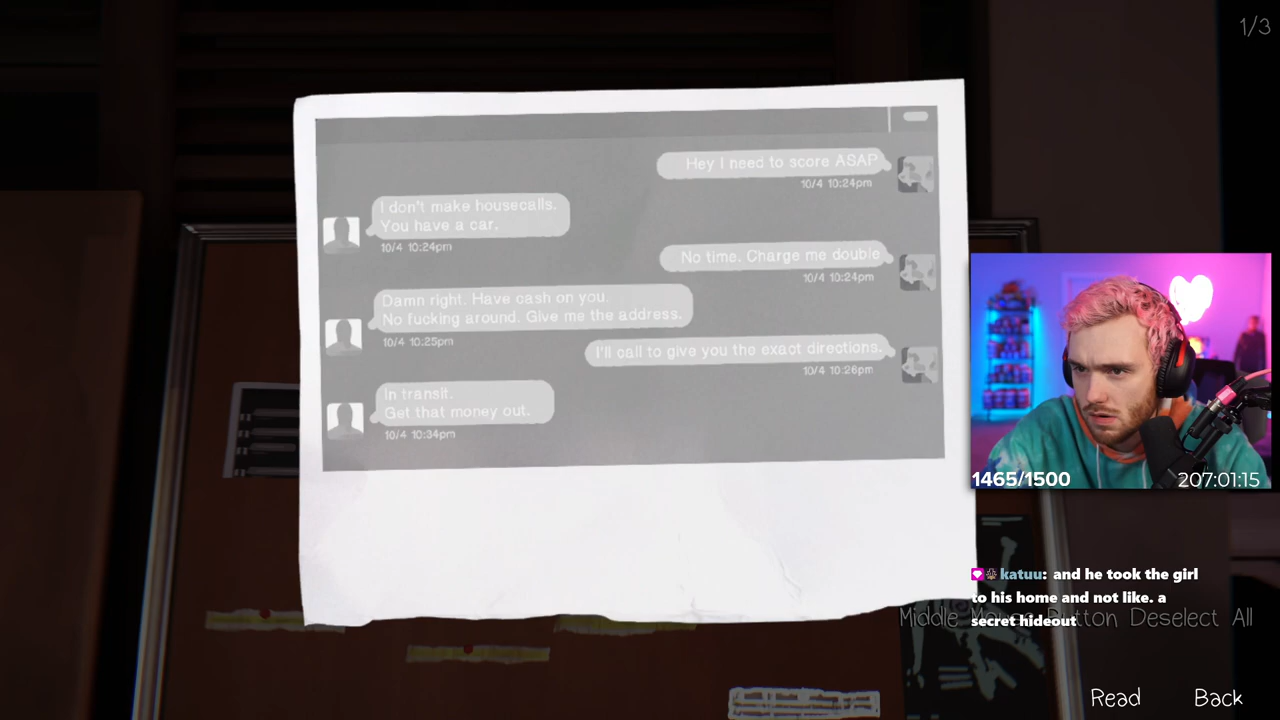 1/3
Hey I need to score ASAP
10/4 10:24pm
I don't make housecalls.
You have a car.
10/4 10:24pm
No time. Charge me double
10/4 10:24pm
Damn right. Have cash on you.
No fucking around. Give me the address.
10/4 10:25pm
I'll call to give you the exact directions.
10/4 10:26pm
In transit.
Get that money out.
10/4 10:34pm
1465/1500
207:01:15
katuu: and he took the girl
to his home and not like. a
secret hideout
Middle Mouse Button Deselect All
Read
Back